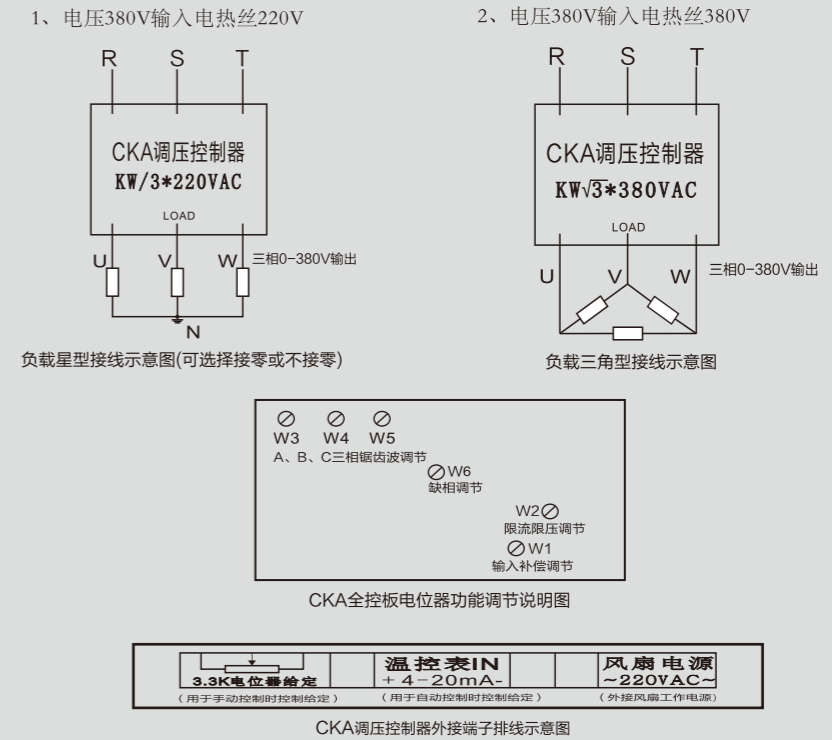 1、电压380V输入电热丝220V
R S T
CKA调压控制器
KW/3*220VAC
LOAD
U V W 三相0-380V输出
N
负载星型接线示意图(可选择接零或不接零)
2、电压380V输入电热丝380V
R S T
CKA调压控制器
KW√3*380VAC
LOAD
U V W 三相0-380V输出
负载三角型接线示意图
W3 W4 W5
A、B、C三相锯齿波调节
W6
缺相调节
W2
限流限压调节
W1
输入补偿调节
CKA全控板电位器功能调节说明图
温控表IN 风扇电源
3.3K电位器给定 +4-20mA- ~220VAC~
(用于手动控制时控制给定) (用于自动控制时控制给定) (外接风扇工作电源)
CKA调压控制器外接端子排线示意图